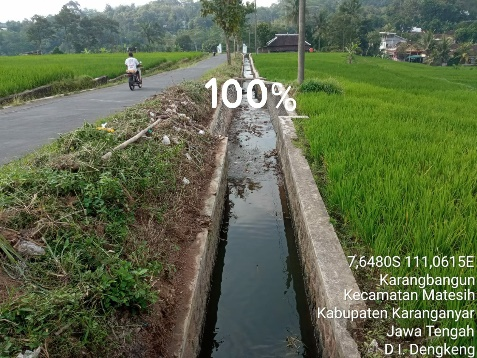 100%
7,6480S 111,0615E
Karangbangun
Kecamatan Matesih
Kabupaten Karanganyar
Jawa Tengah
D.I. Dengkeng